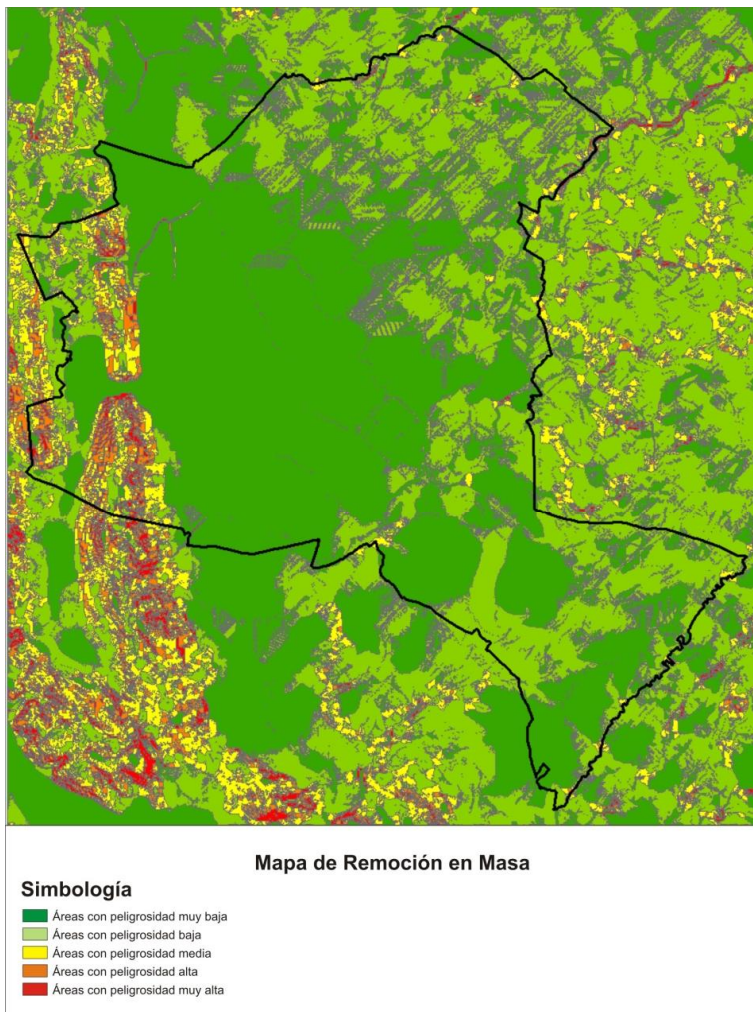 Mapa de Remoción en Masa
Simbología
Áreas con peligrosidad muy baja
Áreas con peligrosidad baja
Áreas con peligrosidad media
Áreas con peligrosidad alta
Áreas con peligrosidad muy alta